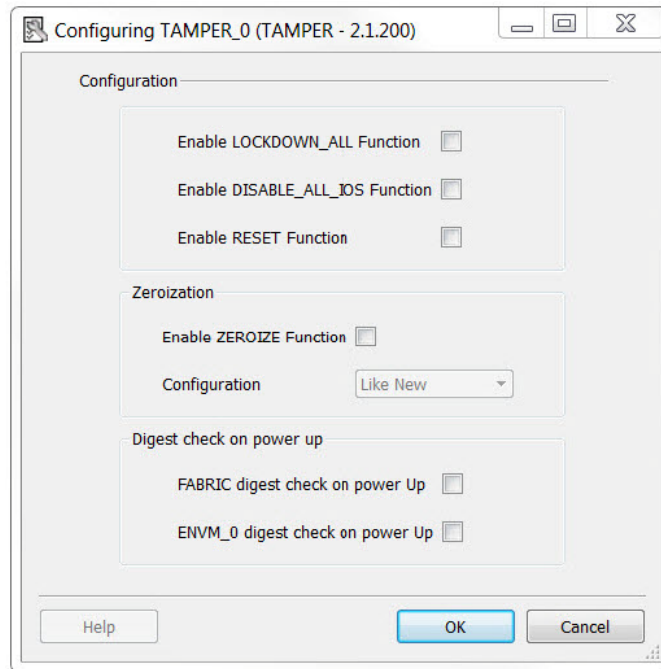 Configuring TAMPER_0 (TAMPER - 2.1.200)
Configuration
Enable LOCKDOWN_ALL Function
Enable DISABLE_ALL_IOS Function
Enable RESET Function
Zeroization
Enable ZEROIZE Function
Configuration Like New
Digest check on power up
FABRIC digest check on power Up
ENVM_0 digest check on power Up
Help OK Cancel